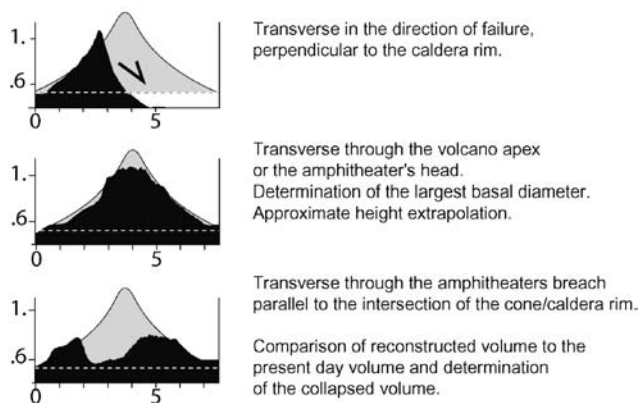 1.
.6
0
5
Transverse in the direction of failure,
perpendicular to the caldera rim.
1.
.6
0
5
Transverse through the volcano apex
or the amphitheater's head.
Determination of the largest basal diameter.
Approximate height extrapolation.
1.
.6
0
5
Transverse through the amphitheaters breach
parallel to the intersection of the cone/caldera rim.
Comparison of reconstructed volume to the
present day volume and determination
of the collapsed volume.